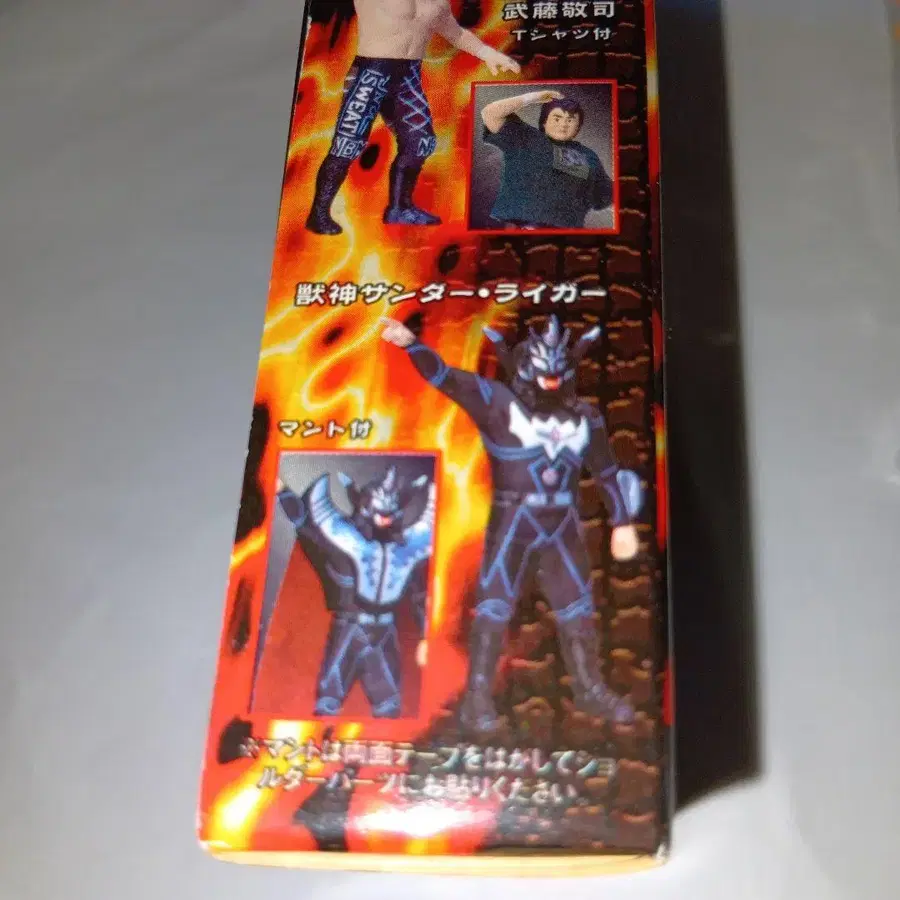 武藤敬司
Tシャツ付
SWEAT
獣神サンダー・ライガー
マント付
※マントは両面テープをはがしてショ
ルダーパーツにお貼りください。